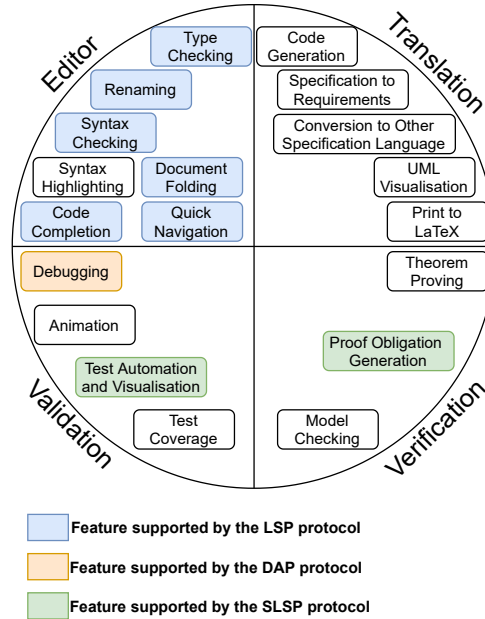 Editor
Translation
Type
Checking
Code
Generation
Renaming
Specification to
Requirements
Syntax
Checking
Conversion to Other
Specification Language
Syntax
Highlighting
Document
Folding
UML
Visualisation
Code
Completion
Quick
Navigation
Print to
LaTeX
Debugging
Theorem
Proving
Animation
Proof Obligation
Generation
Test Automation
and Visualisation
Test
Coverage
Model
Checking
Validation
Verification
Feature supported by the LSP protocol
Feature supported by the DAP protocol
Feature supported by the SLSP protocol